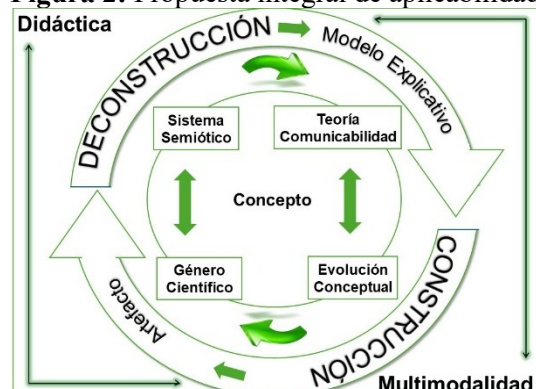 Figura 2. Propuesta integral de aplicabilidad
Didáctica
DECONSTRUCCIÓN
Modelo Explicativo
Sistema
Semiótico
Teoría
Comunicabilidad
Concepto
Género
Científico
Evolución
Conceptual
Artefacto
CONSTRUCCIÓN
Multimodalidad